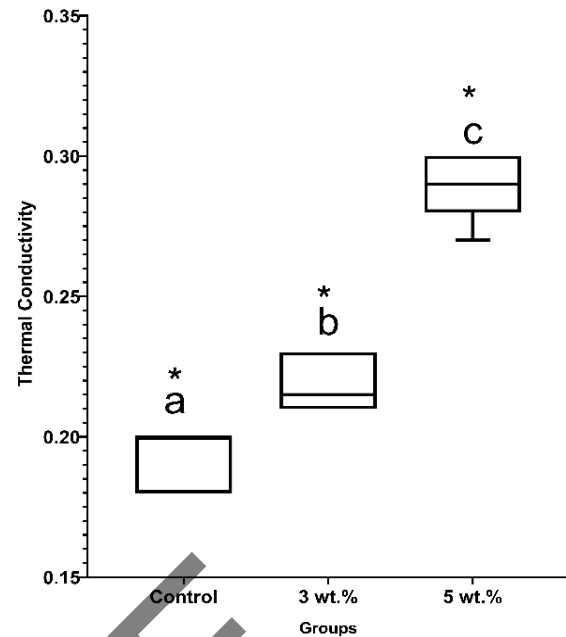 0.35
0.30
0.25
0.20
0.15
Thermal Conductivity
*
a
*
b
*
c
Control 3 wt.% 5 wt.%
Groups